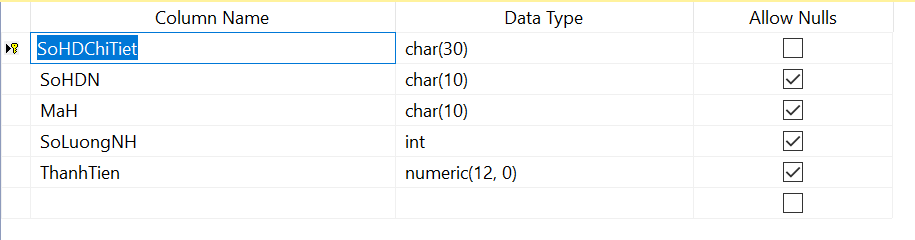 Column Name Data Type Allow Nulls
SoHDChiTiet char(30)
SoHDN char(10)
MaH char(10)
SoLuongNH int
ThanhTien numeric(12, 0)